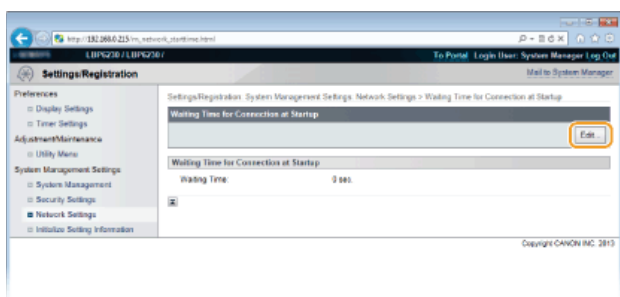 http://192.168.0.215/m_network_starttime.html
LBP6230 / LBP6230 /
To Portal Login User: System Manager Log Out
Settings/Registration
Mail to System Manager
Preferences
Display Settings
Timer Settings
Adjustment/Maintenance
Utility Menu
System Management Settings
System Management
Security Settings
Network Settings
Initialize Setting Information
Settings/Registration: System Management Settings: Network Settings > Waiting Time for Connection at Startup
Waiting Time for Connection at Startup
Edit...
Waiting Time for Connection at Startup
Waiting Time: 0 sec.
Copyright CANON INC. 2013